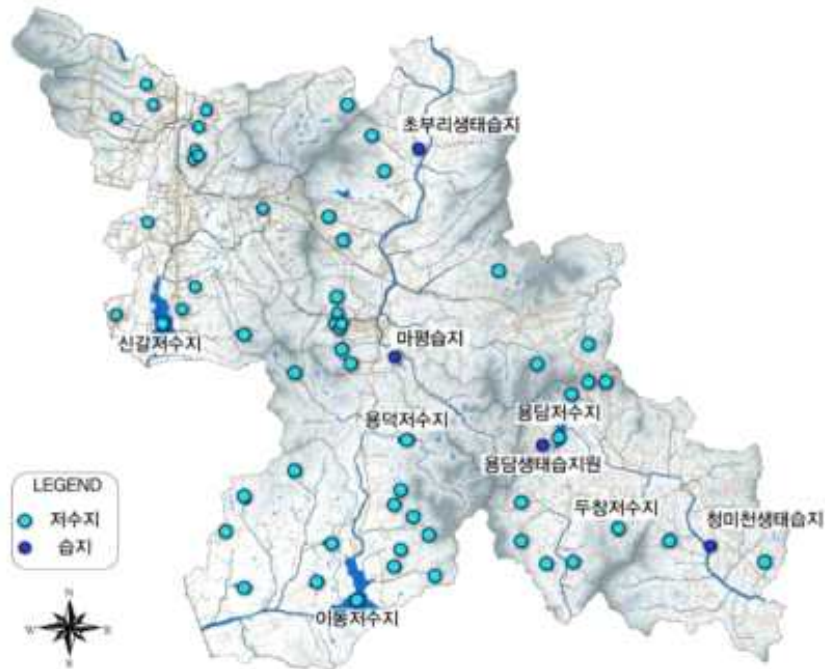 초부리생태습지
신갈저수지
마평습지
용덕저수지
용담저수지
용담생태습지원
두창저수지
청미천생태습지
이동저수지
LEGEND
저수지
습지
N
W
S